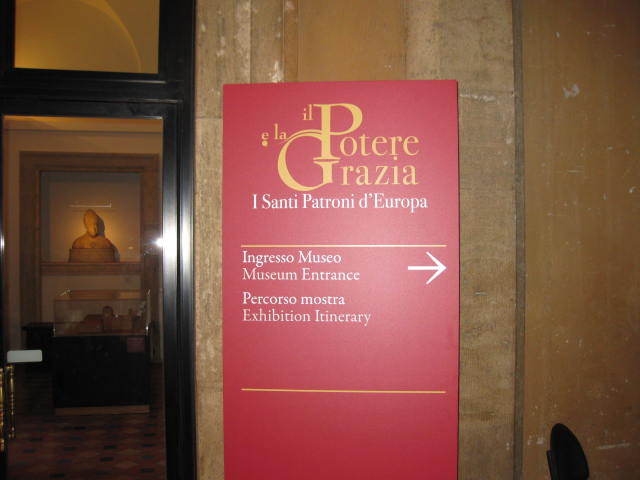 il Potere
e la Grazia
I Santi Patroni d'Europa
Ingresso Museo
Museum Entrance
Percorso mostra
Exhibition Itinerary